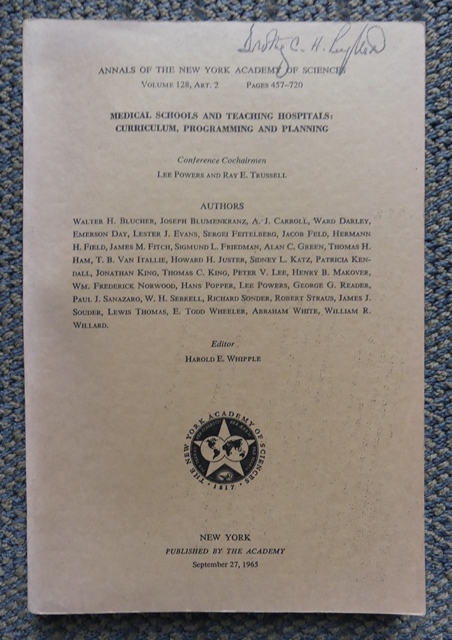 C. H.
ANNALS OF THE NEW YORK ACADEMY OF SCIENCES
VOLUME 128, ART. 2 PAGES 457–720
MEDICAL SCHOOLS AND TEACHING HOSPITALS:
CURRICULUM, PROGRAMMING AND PLANNING
Conference Cochairmen
LEE POWERS AND RAY E. TRUSSELL
AUTHORS
WALTER H. BLUCHER, JOSEPH BLUMENKRANZ, A. J. CARROLL, WARD DARLEY,
EMERSON DAY, LESTER J. EVANS, SERGEI FEITELBERG, JACOB FELD, HERMANN
H. FIELD, JAMES M. FITCH, SIGMUND L. FRIEDMAN, ALAN C. GREEN, THOMAS H.
HAM, T. B. VAN ITALLIE, HOWARD H. JUSTER, SIDNEY L. KATZ, PATRICIA KEN-
DALL, JONATHAN KING, THOMAS C. KING, PETER V. LEE, HENRY B. MAKOVER,
WM. FREDERICK NORWOOD, HANS POPPER, LEE POWERS, GEORGE G. READER,
PAUL J. SANAZARO, W. H. SEBRELL, RICHARD SONDER, ROBERT STRAUS, JAMES J.
SOUDER, LEWIS THOMAS, E. TODD WHEELER, ABRAHAM WHITE, WILLIAM R.
WILLARD.
Editor
HAROLD E. WHIPPLE
THE NEW YORK ACADEMY OF SCIENCES
1817
NEW YORK
PUBLISHED BY THE ACADEMY
September 27, 1965